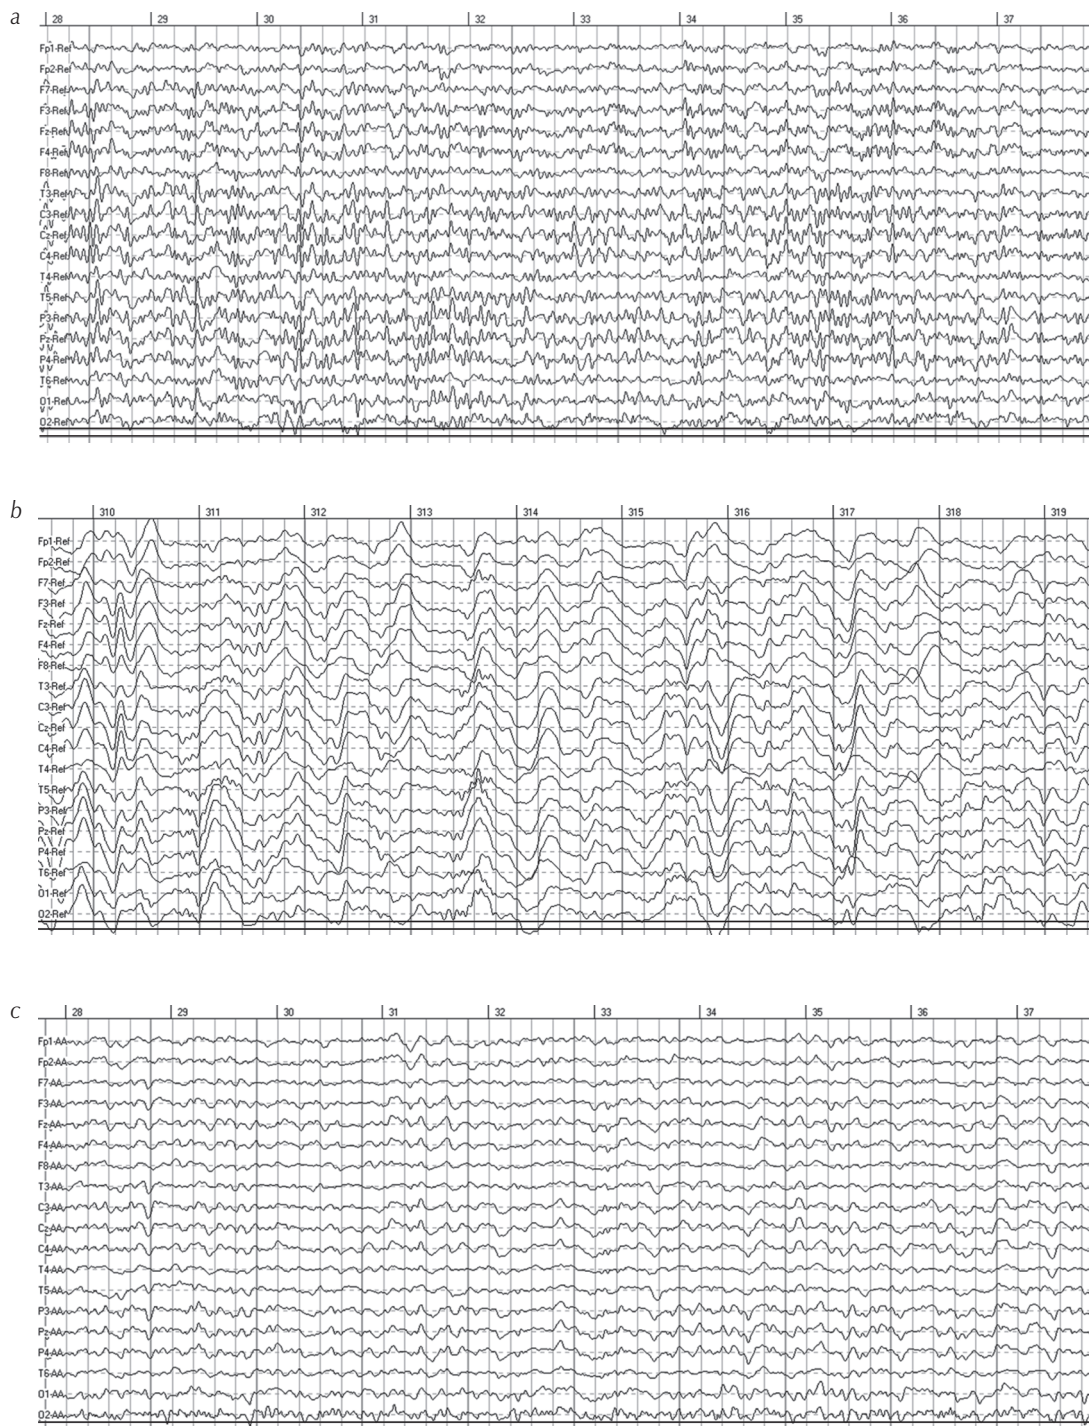 a
28 29 30 31 32 33 34 35 36 37
Fp1-Ref
Fp2-Ref
F7-Ref
F3-Ref
Fz-Ref
F4-Ref
F8-Ref
T3-Ref
C3-Ref
Cz-Ref
C4-Ref
T4-Ref
T5-Ref
P3-Ref
Pz-Ref
P4-Ref
T6-Ref
O1-Ref
O2-Ref
b
310 311 312 313 314 315 316 317 318 319
Fp1-Ref
Fp2-Ref
F7-Ref
F3-Ref
Fz-Ref
F4-Ref
F8-Ref
T3-Ref
C3-Ref
Cz-Ref
C4-Ref
T4-Ref
T5-Ref
P3-Ref
Pz-Ref
P4-Ref
T6-Ref
O1-Ref
O2-Ref
c
28 29 30 31 32 33 34 35 36 37
Fp1-AA
Fp2-AA
F7-AA
F3-AA
Fz-AA
F4-AA
F8-AA
T3-AA
C3-AA
Cz-AA
C4-AA
T4-AA
T5-AA
P3-AA
Pz-AA
P4-AA
T6-AA
O1-AA
O2-AA